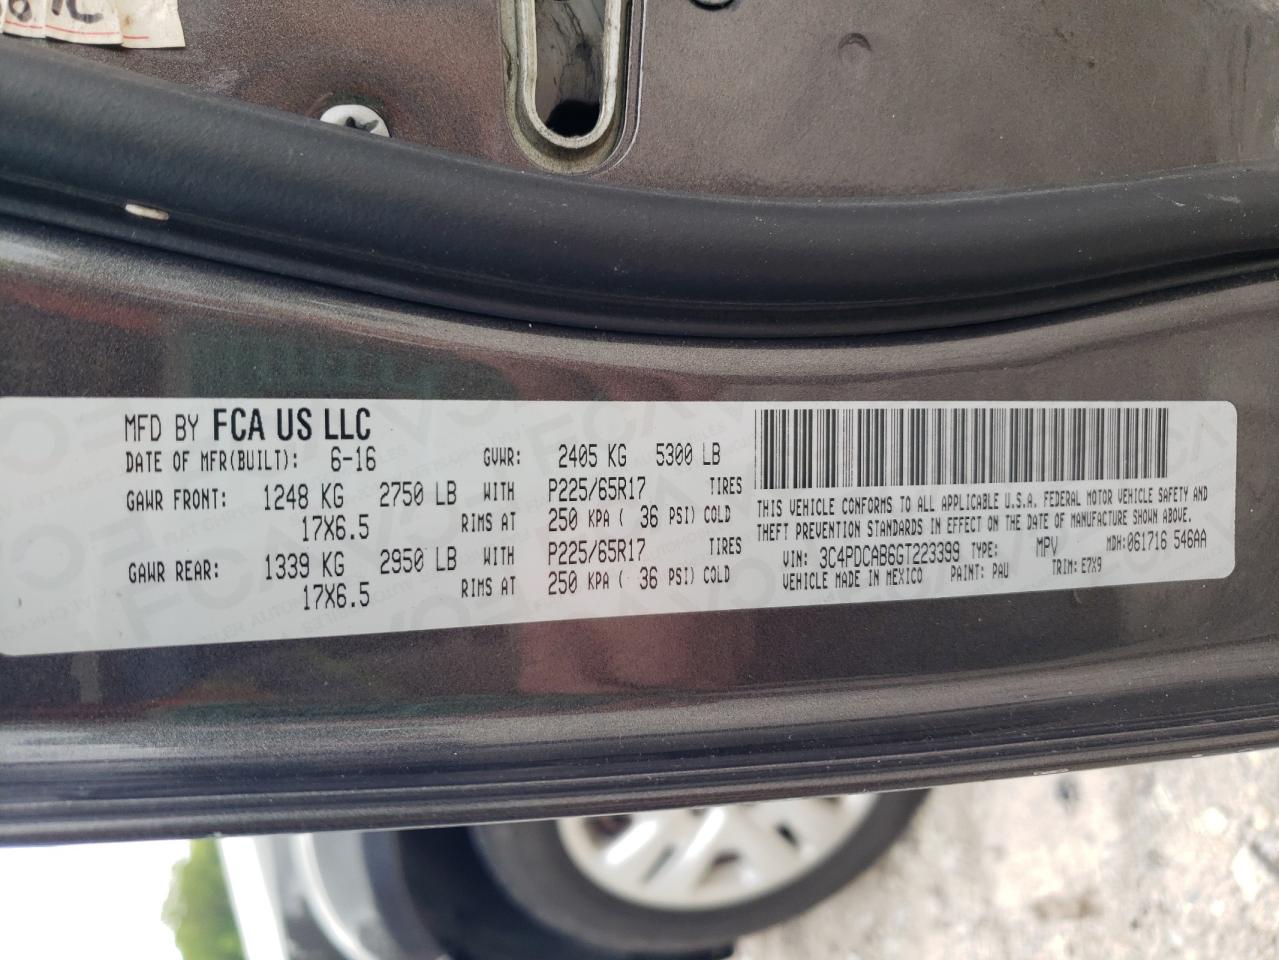 MFD BY FCA US LLC
DATE OF MFR(BUILT): 6-16 GVWR: 2405 KG 5300 LB
GAWR FRONT: 1248 KG 2750 LB WITH P225/65R17 TIRES
17X6.5 RIMS AT 250 KPA ( 36 PSI) COLD
GAWR REAR: 1339 KG 2950 LB WITH P225/65R17 TIRES
17X6.5 RIMS AT 250 KPA ( 36 PSI) COLD
THIS VEHICLE CONFORMS TO ALL APPLICABLE U.S.A. FEDERAL MOTOR VEHICLE SAFETY AND
THEFT PREVENTION STANDARDS IN EFFECT ON THE DATE OF MANUFACTURE SHOWN ABOVE.
VIN: 3C4PDCAB6GT223399 TYPE: MPV MDH:061716 546AA
VEHICLE MADE IN MEXICO PAINT: PAU TRIM: E7X9